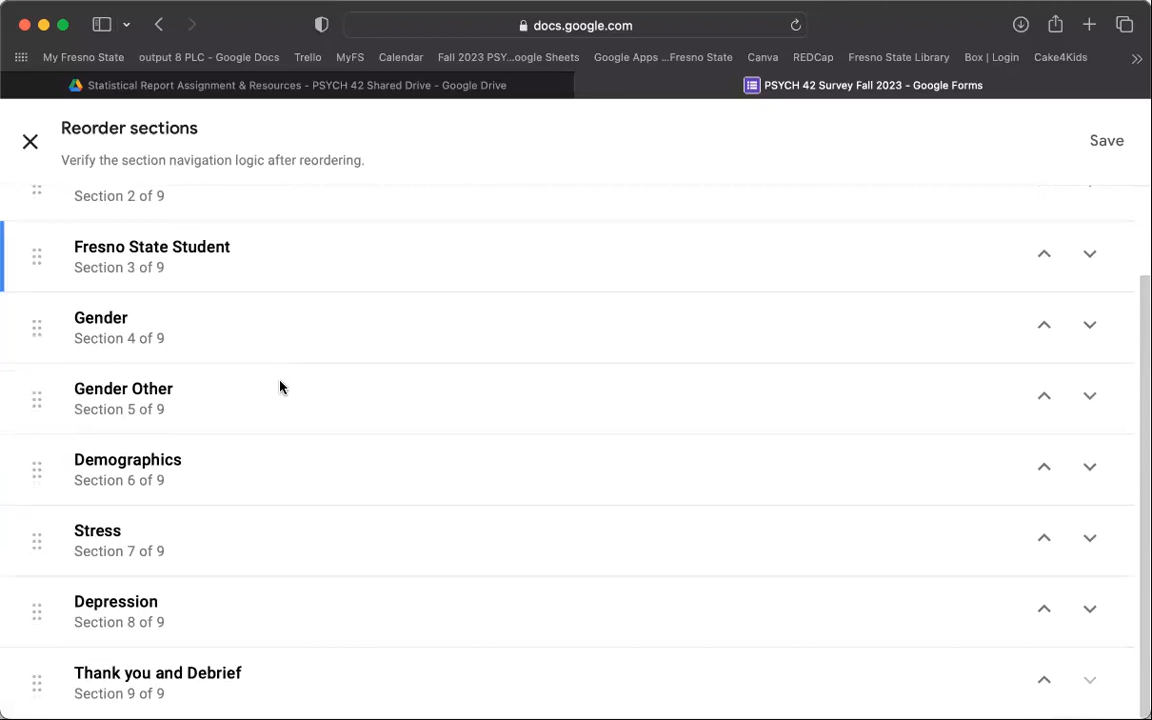 docs.google.com
My Fresno State output 8 PLC - Google Docs Trello MyFS Calendar Fall 2023 PSY...oogle Sheets Google Apps ...Fresno State Canva REDCap Fresno State Library Box | Login Cake4Kids
Statistical Report Assignment & Resources - PSYCH 42 Shared Drive - Google Drive PSYCH 42 Survey Fall 2023 - Google Forms
Reorder sections
Save
Verify the section navigation logic after reordering.
Section 2 of 9
Fresno State Student
Section 3 of 9
Gender
Section 4 of 9
Gender Other
Section 5 of 9
Demographics
Section 6 of 9
Stress
Section 7 of 9
Depression
Section 8 of 9
Thank you and Debrief
Section 9 of 9